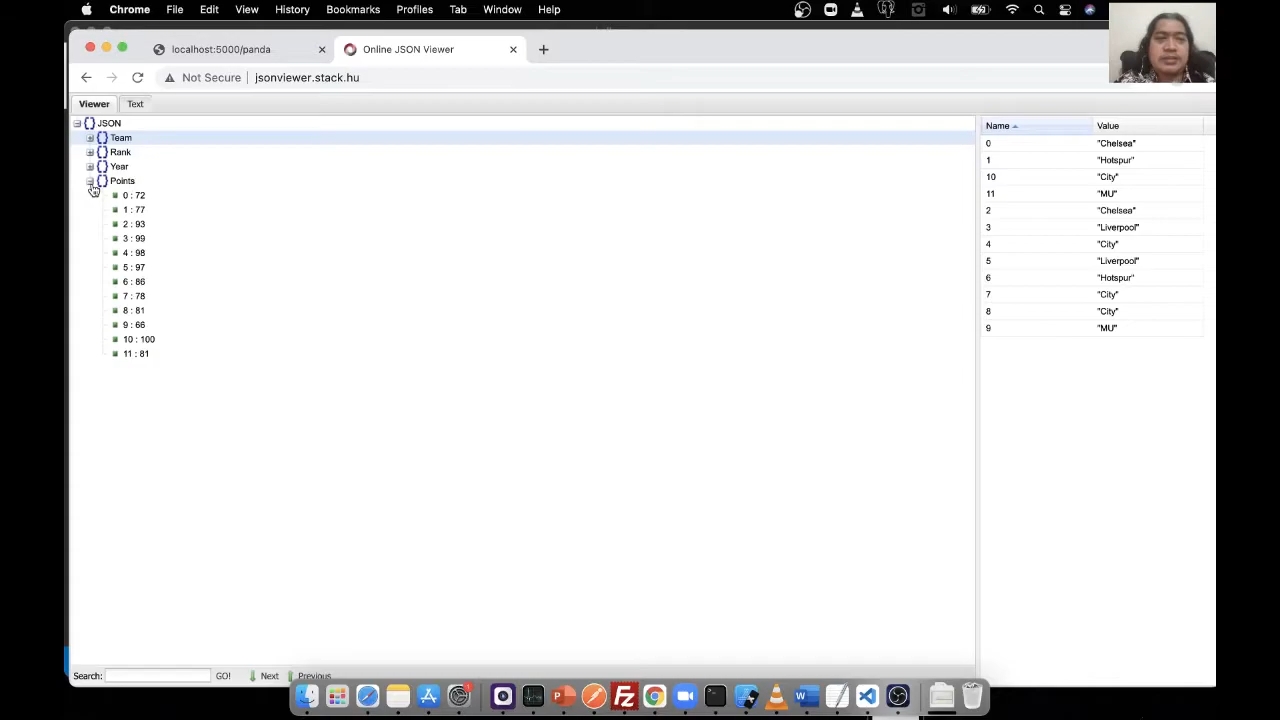 Chrome File Edit View History Bookmarks Profiles Tab Window Help
localhost:5000/panda
Online JSON Viewer
Not Secure jsonviewer.stack.hu
Viewer Text
JSON
Team
Rank
Year
Points
0 : 72
1 : 77
2 : 93
3 : 99
4 : 98
5 : 97
6 : 86
7 : 78
8 : 81
9 : 66
10 : 100
11 : 81
Name Value
0 "Chelsea"
1 "Hotspur"
10 "City"
11 "MU"
2 "Chelsea"
3 "Liverpool"
4 "City"
5 "Liverpool"
6 "Hotspur"
7 "City"
8 "City"
9 "MU"
Search: GO! Next Previous